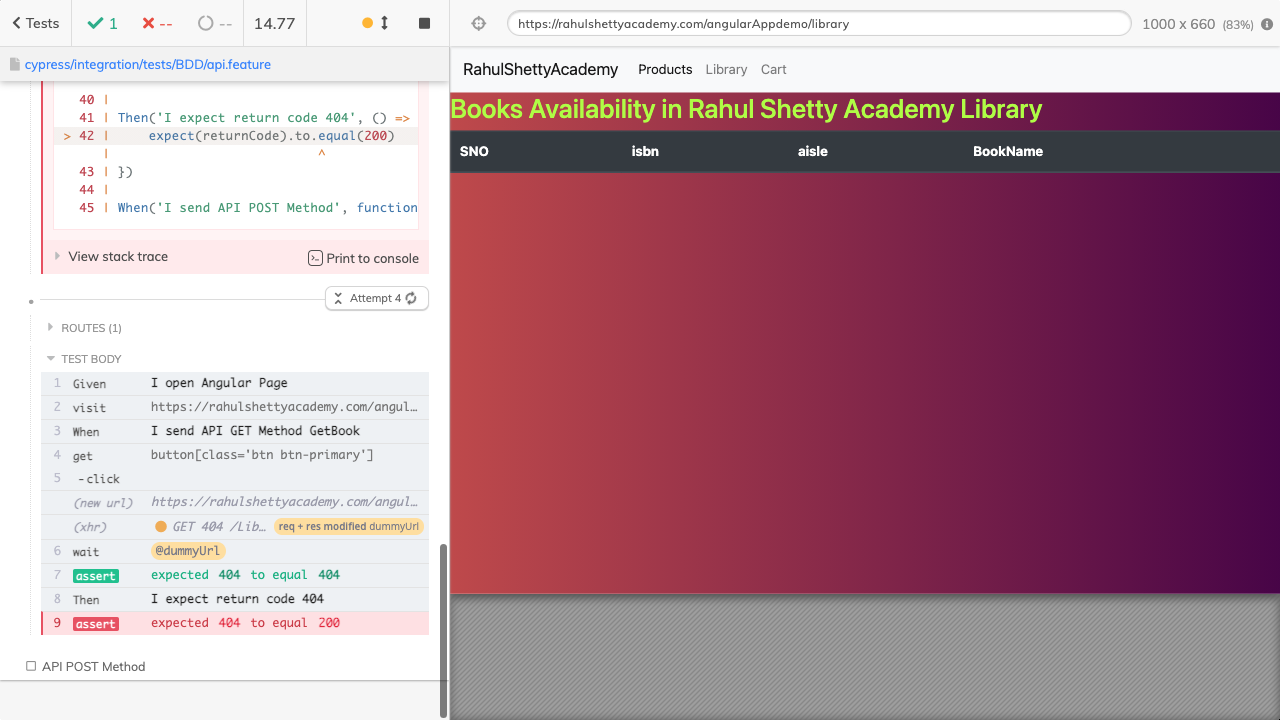 Tests
1
--
--
14.77
https://rahulshettyacademy.com/angularAppdemo/library
1000 x 660 (83%)
cypress/integration/tests/BDD/api.feature
40 |
41 | Then('I expect return code 404', () =>
> 42 | expect(returnCode).to.equal(200)
| ^
43 | })
44 |
45 | When('I send API POST Method', function
View stack trace
Print to console
Attempt 4
ROUTES (1)
TEST BODY
1 Given I open Angular Page
2 visit https://rahulshettyacademy.com/angul…
3 When I send API GET Method GetBook
4 get button[class='btn btn-primary']
5 -click
(new url) https://rahulshettyacademy.com/angul…
(xhr) GET 404 /Lib… req + res modified dummyUrl
6 wait @dummyUrl
7 assert expected 404 to equal 404
8 Then I expect return code 404
9 assert expected 404 to equal 200
API POST Method
RahulShettyAcademy Products Library Cart
Books Availability in Rahul Shetty Academy Library
SNO isbn aisle BookName